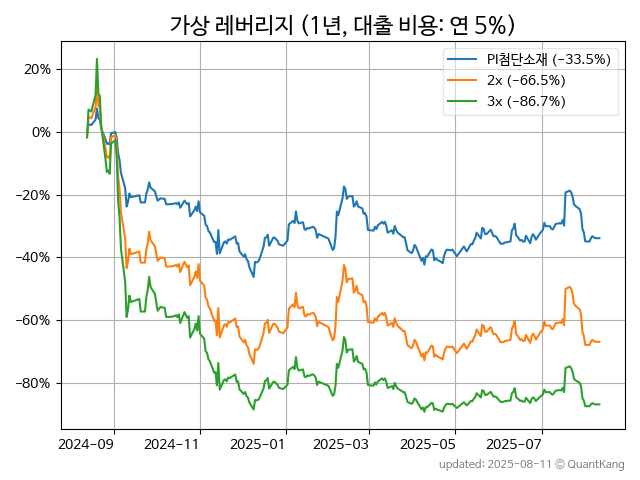 가상 레버리지 (1년, 대출 비용: 연 5%)
PI첨단소재 (−33.5%)
2x (−66.5%)
3x (−86.7%)
20%
0%
−20%
−40%
−60%
−80%
2024-09 2024-11 2025-01 2025-03 2025-05 2025-07
updated: 2025-08-11 © QuantKang